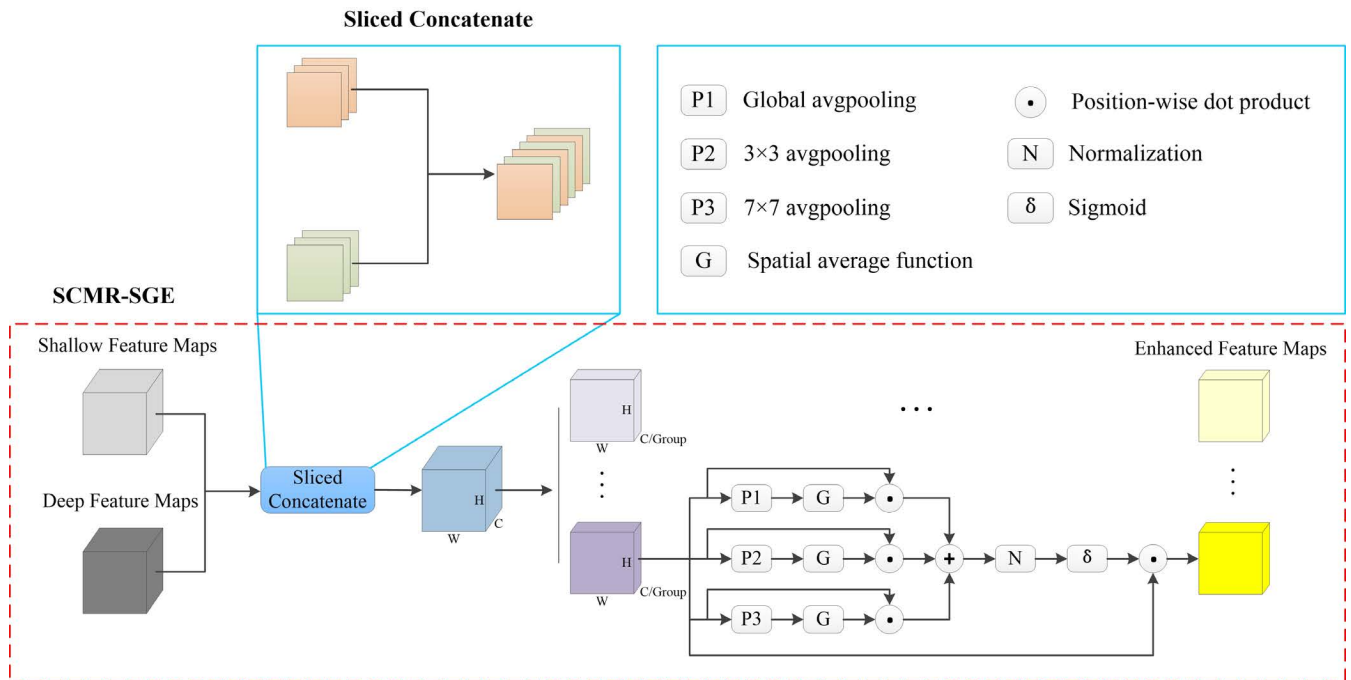 Sliced Concatenate
P1 Global avgpooling
P2 3×3 avgpooling
P3 7×7 avgpooling
G Spatial average function
Position-wise dot product
N Normalization
δ Sigmoid
SCMR-SGE
Shallow Feature Maps
Deep Feature Maps
Sliced
Concatenate
H
W
C
H
W
C/Group
H
W
C/Group
...
P1 G
P2 G + N δ
P3 G
Enhanced Feature Maps